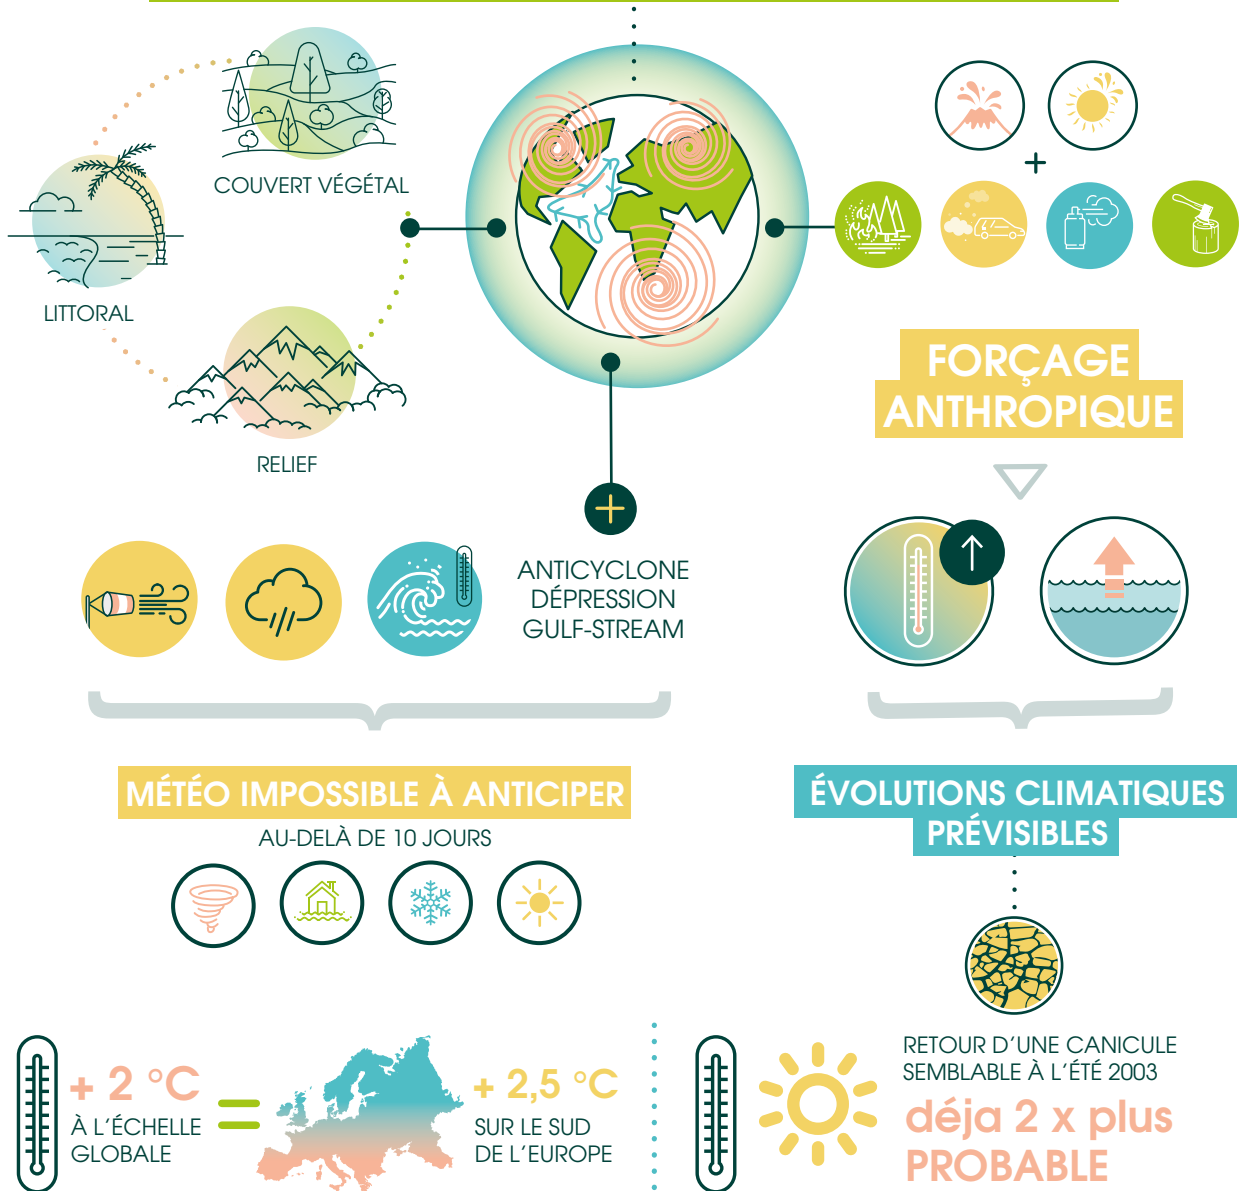 COUVERT VÉGÉTAL
LITTORAL
RELIEF
FORÇAGE
ANTHROPIQUE
ANTICYCLONE
DÉPRESSION
GULF-STREAM
MÉTÉO IMPOSSIBLE À ANTICIPER
AU-DELÀ DE 10 JOURS
ÉVOLUTIONS CLIMATIQUES
PRÉVISIBLES
+ 2 °C
À L'ÉCHELLE
GLOBALE
=
+ 2,5 °C
SUR LE SUD
DE L'EUROPE
RETOUR D'UNE CANICULE
SEMBLABLE À L'ÉTÉ 2003
déja 2 x plus
PROBABLE